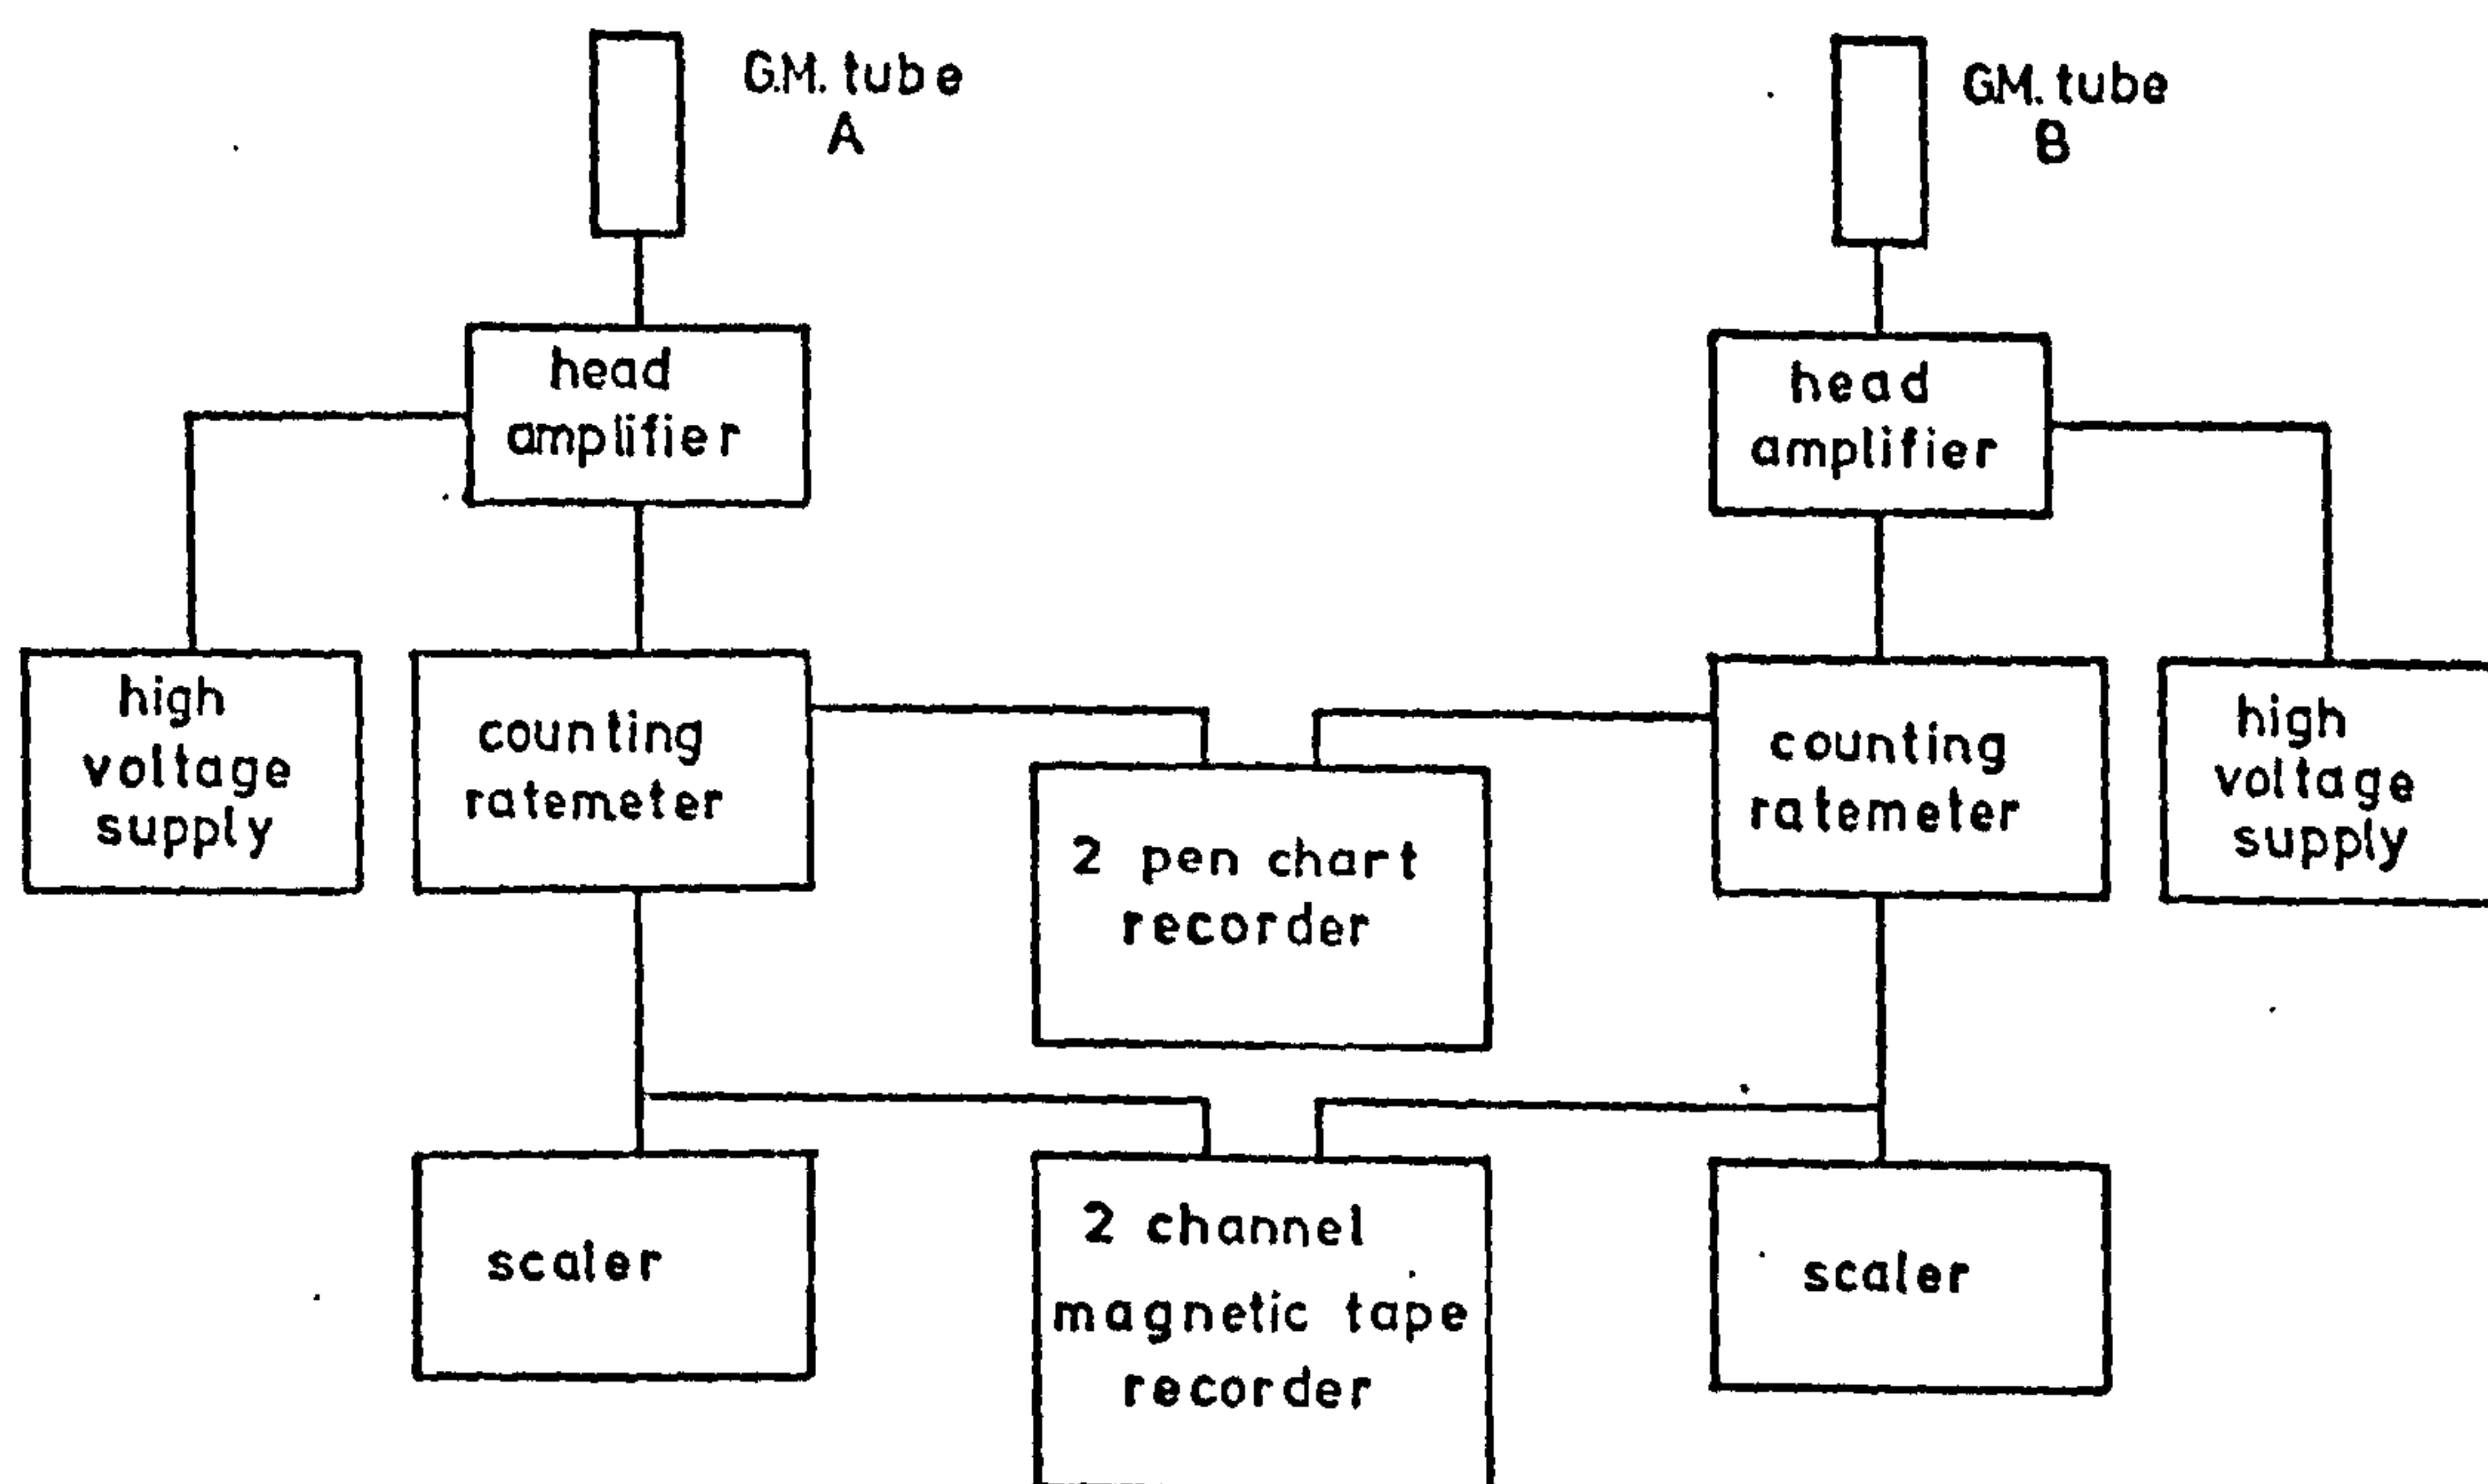 G.M. tube
A
G.M. tube
B
head
amplifier
head
amplifier
high
voltage
supply
counting
ratemeter
2 pen chart
recorder
counting
ratemeter
high
voltage
supply
scaler
2 channel
magnetic tape
recorder
scaler